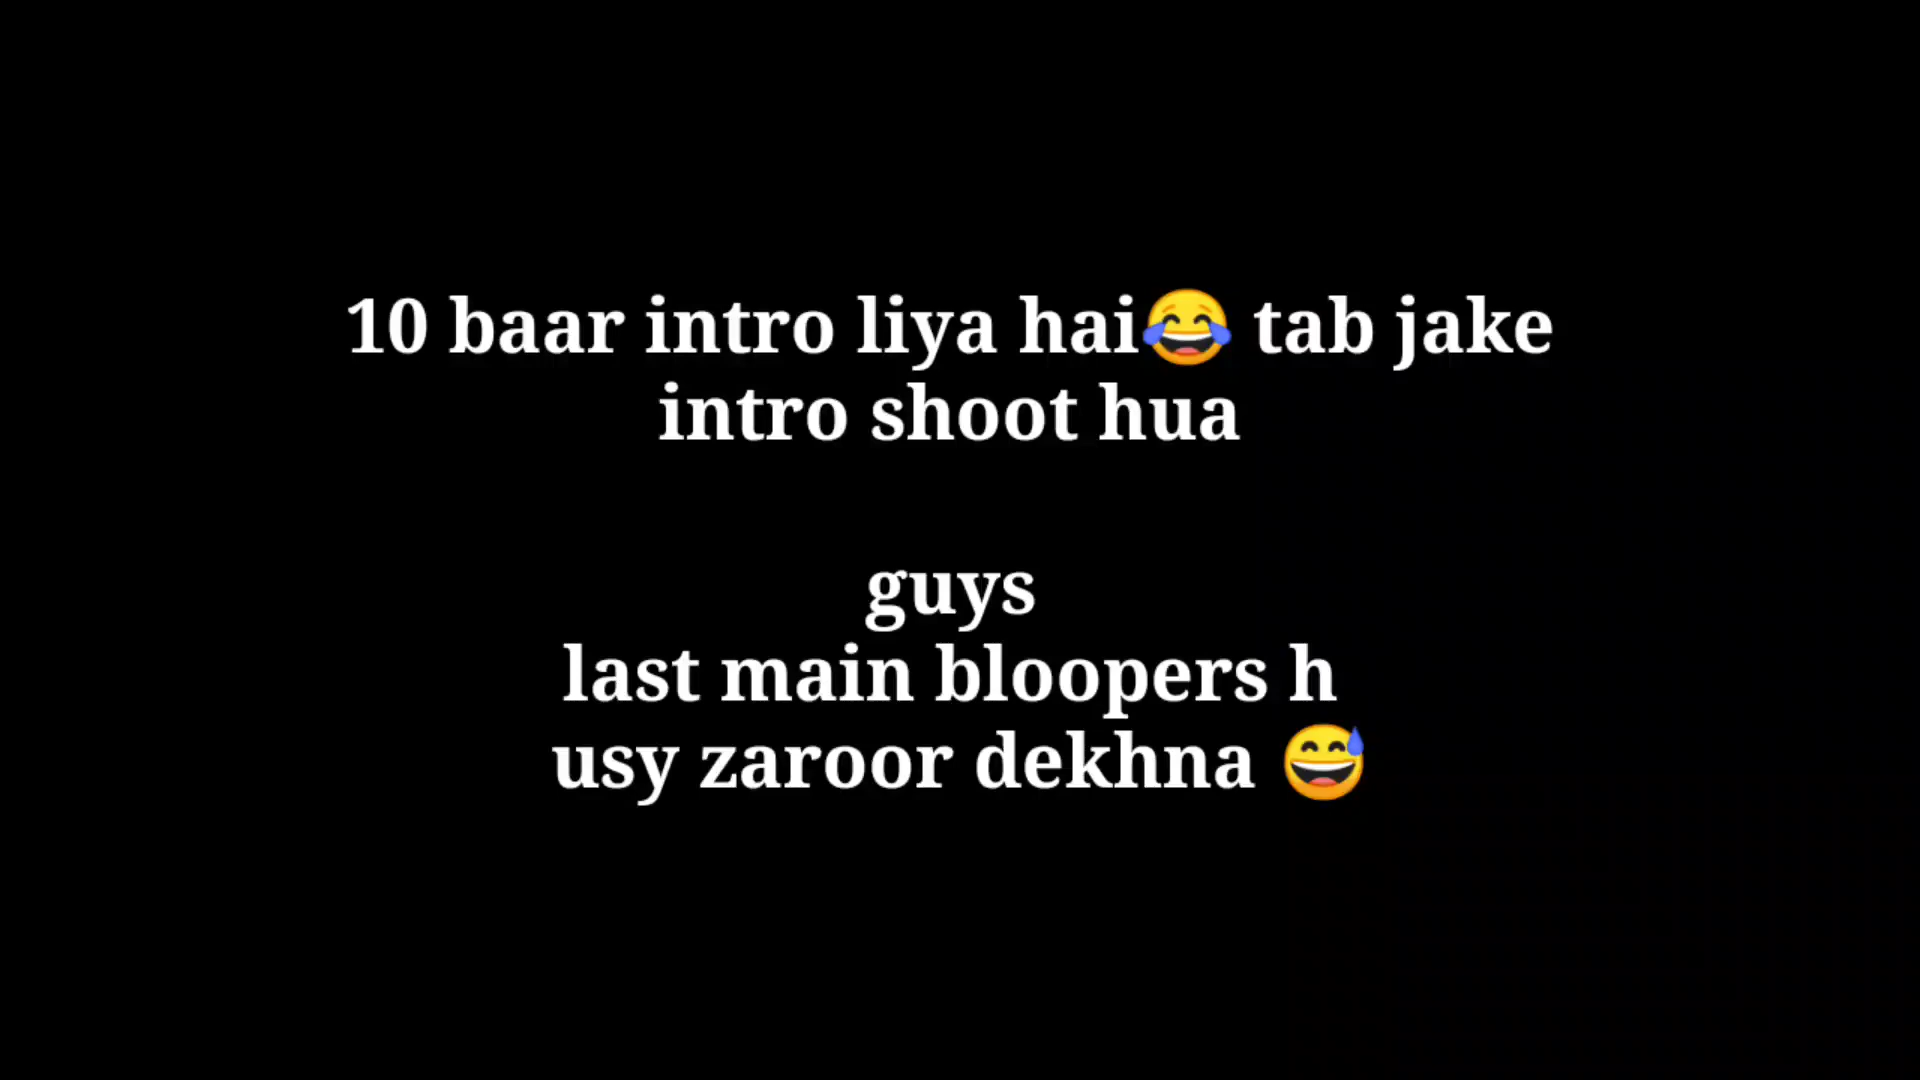 10 baar intro liya hai😂 tab jake
intro shoot hua
guys
last main bloopers h
usy zaroor dekhna 😅